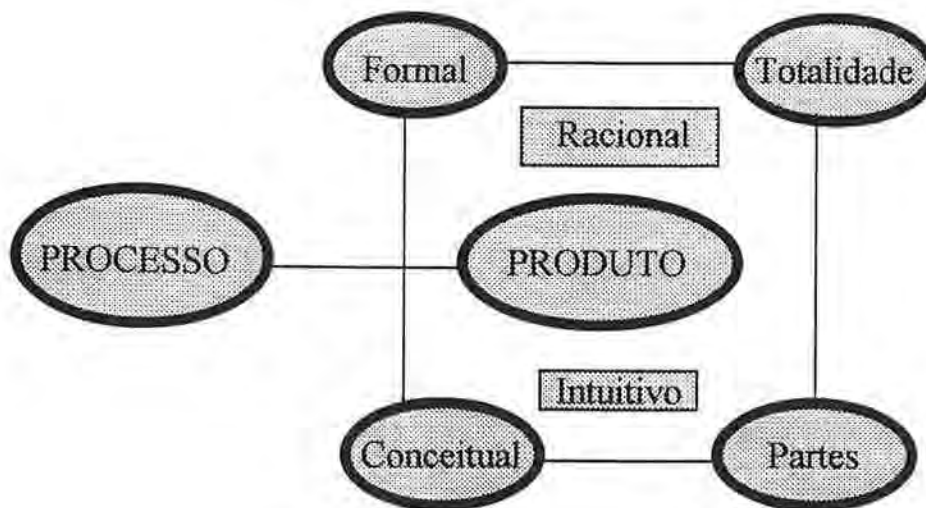 Formal
Totalidade
Racional
PROCESSO
PRODUTO
Intuitivo
Conceitual
Partes